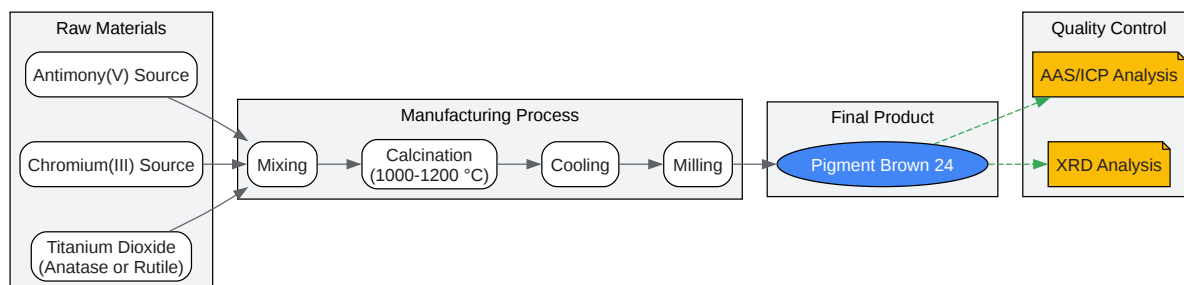 Raw Materials
Antimony(V) Source
Chromium(III) Source
Titanium Dioxide
(Anatase or Rutile)
Manufacturing Process
Mixing
Calcination
(1000-1200 °C)
Cooling
Milling
Final Product
Pigment Brown 24
Quality Control
AAS/ICP Analysis
XRD Analysis